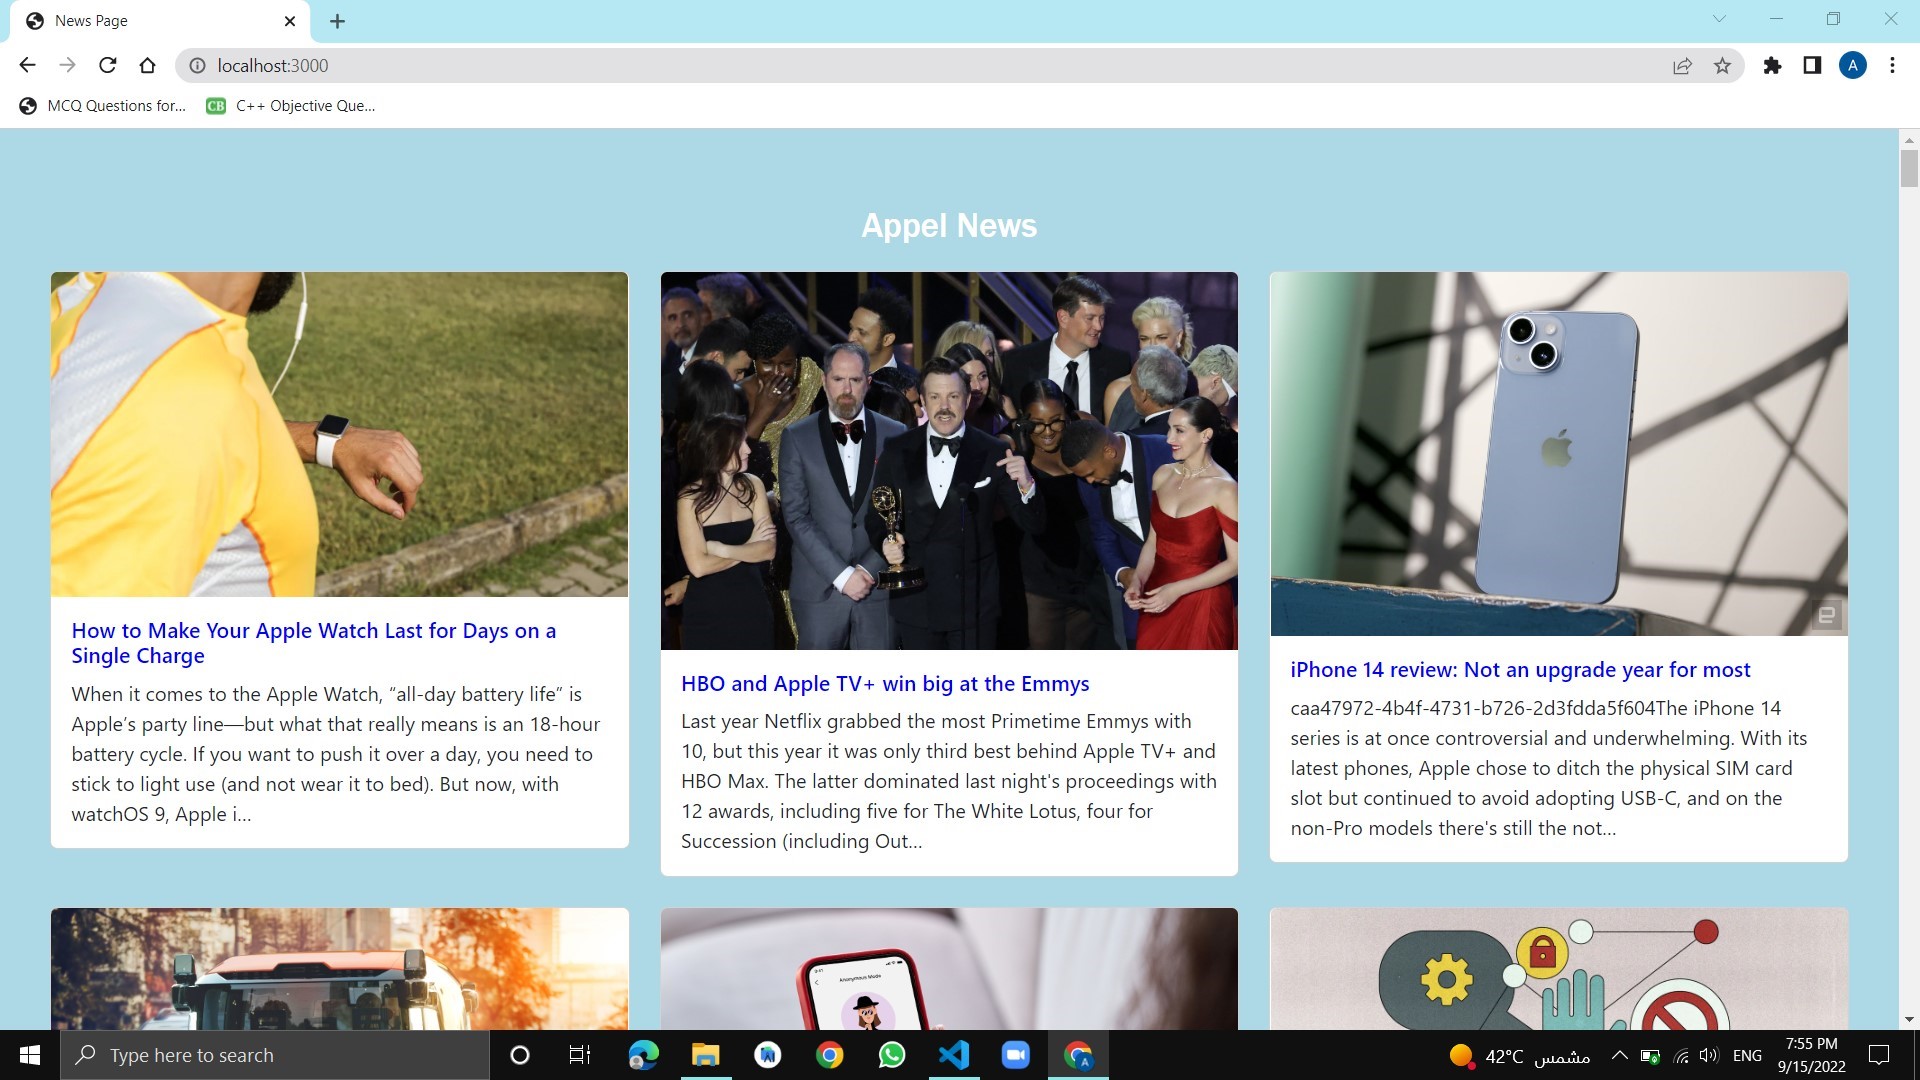 News Page
localhost:3000
A
MCQ Questions for...
CB
C++ Objective Que...
Appel News
How to Make Your Apple Watch Last for Days on a
Single Charge
When it comes to the Apple Watch, “all-day battery life” is
Apple’s party line—but what that really means is an 18-hour
battery cycle. If you want to push it over a day, you need to
stick to light use (and not wear it to bed). But now, with
watchOS 9, Apple i…
HBO and Apple TV+ win big at the Emmys
Last year Netflix grabbed the most Primetime Emmys with
10, but this year it was only third best behind Apple TV+ and
HBO Max. The latter dominated last night's proceedings with
12 awards, including five for The White Lotus, four for
Succession (including Out…
e
iPhone 14 review: Not an upgrade year for most
caa47972-4b4f-4731-b726-2d3fdda5f604The iPhone 14
series is at once controversial and underwhelming. With its
latest phones, Apple chose to ditch the physical SIM card
slot but continued to avoid adopting USB-C, and on the
non-Pro models there's still the not…
Anonymous Mode
Type here to search
A
42°C مشمس
ENG
7:55 PM
9/15/2022